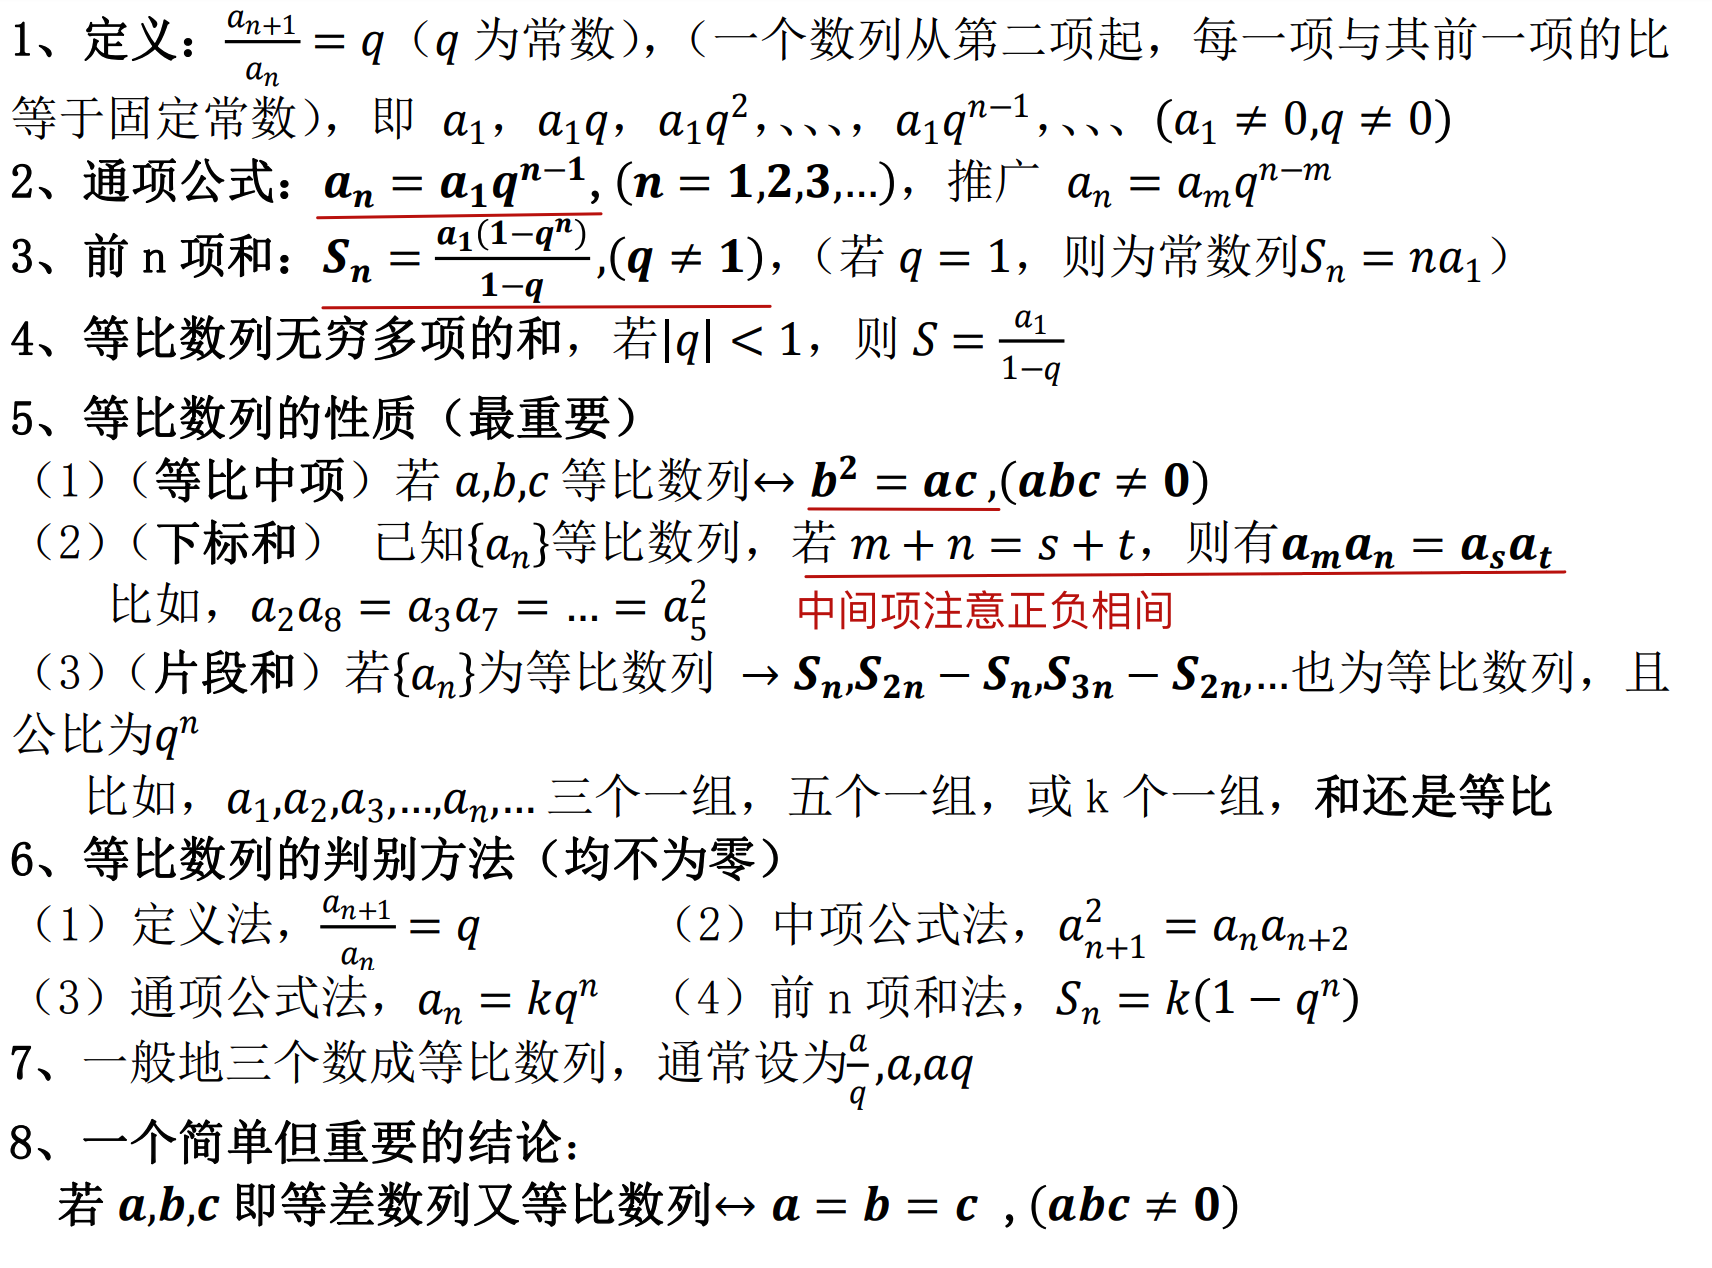 1、定义：$\frac{a_{n+1}}{a_n}=q$（$q$ 为常数），（一个数列从第二项起，每一项与其前一项的比
等于固定常数），即 $a_1$，$a_1q$，$a_1q^2$，、、、，$a_1q^{n-1}$，、、、($a_1\neq 0,q\neq 0$)
2、通项公式：$a_n=a_1q^{n-1}$,($n=1,2,3,\ldots$)，推广 $a_n=a_mq^{n-m}$
3、前 n 项和：$S_n=\frac{a_1(1-q^n)}{1-q}$,($q\neq 1$)，（若 $q=1$，则为常数列$S_n=na_1$）
4、等比数列无穷多项的和，若$|q|<1$，则 $S=\frac{a_1}{1-q}$
5、等比数列的性质（最重要）
（1）（等比中项）若 $a,b,c$ 等比数列↔ $b^2=ac$ ,($abc\neq 0$)
（2）（下标和） 已知$\{a_n\}$等比数列，若 $m+n=s+t$，则有$a_ma_n=a_sa_t$
比如，$a_2a_8=a_3a_7=\ldots=a_5^2$ 中间项注意正负相间
（3）（片段和）若$\{a_n\}$为等比数列 → $S_n,S_{2n}-S_n,S_{3n}-S_{2n},\ldots$也为等比数列，且
公比为$q^n$
比如，$a_1,a_2,a_3,\ldots,a_n,\ldots$ 三个一组，五个一组，或 k 个一组，和还是等比
6、等比数列的判别方法（均不为零）
（1）定义法，$\frac{a_{n+1}}{a_n}=q$ （2）中项公式法，$a_{n+1}^2=a_na_{n+2}$
（3）通项公式法，$a_n=kq^n$ （4）前 n 项和法，$S_n=k(1-q^n)$
7、一般地三个数成等比数列，通常设为$\frac{a}{q},a,aq$
8、一个简单但重要的结论：
若 $a,b,c$ 即等差数列又等比数列↔ $a=b=c$ ,($abc\neq 0$)